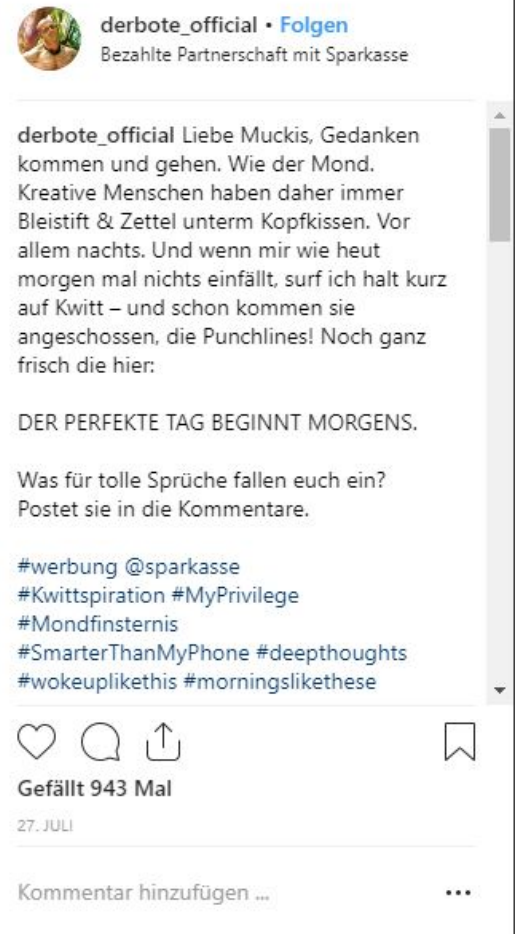 derbote_official • Folgen
Bezahlte Partnerschaft mit Sparkasse
derbote_official Liebe Muckis, Gedanken
kommen und gehen. Wie der Mond.
Kreative Menschen haben daher immer
Bleistift & Zettel unterm Kopfkissen. Vor
allem nachts. Und wenn mir wie heut
morgen mal nichts einfällt, surf ich halt kurz
auf Kwitt – und schon kommen sie
angeschossen, die Punchlines! Noch ganz
frisch die hier:
DER PERFEKTE TAG BEGINNT MORGENS.
Was für tolle Sprüche fallen euch ein?
Postet sie in die Kommentare.
#werbung @sparkasse
#Kwittspiration #MyPrivilege
#Mondfinsternis
#SmarterThanMyPhone #deepthoughts
#wokeuplikethis #morningslikethese
Gefällt 943 Mal
27. JULI
Kommentar hinzufügen ...